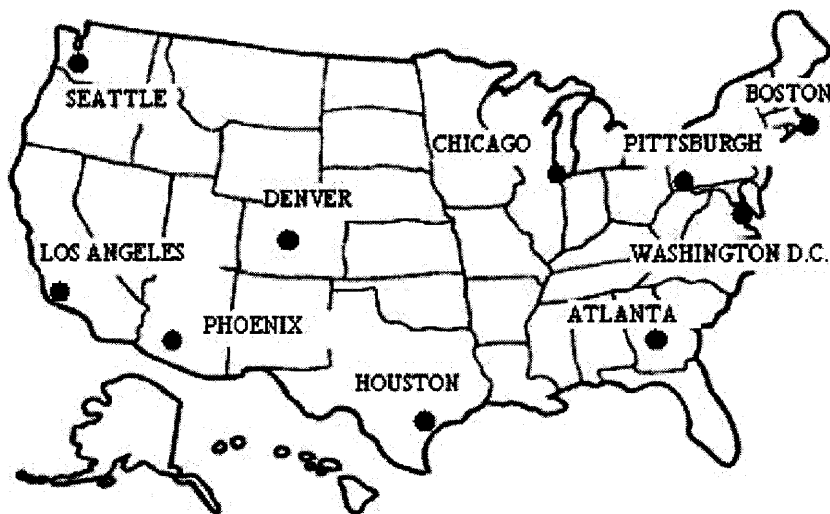 SEATTLE
BOSTON
CHICAGO
PITTSBURGH
DENVER
LOS ANGELES
WASHINGTON D.C.
PHOENIX
ATLANTA
HOUSTON